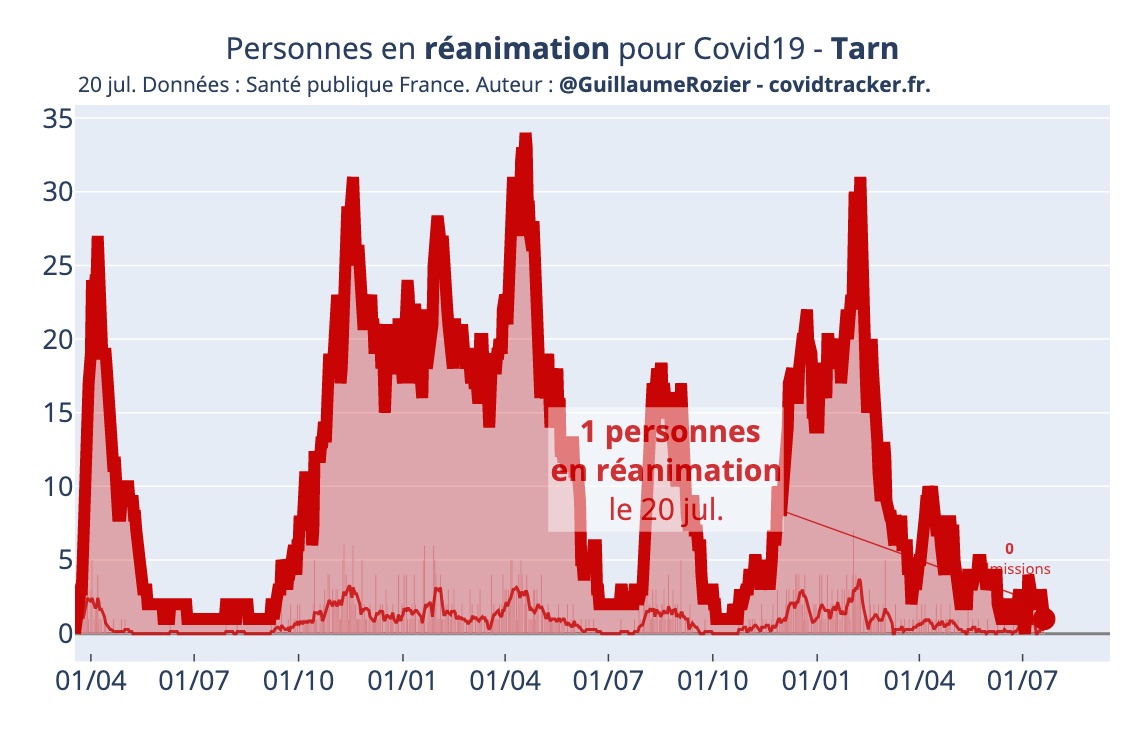 Personnes en réanimation pour Covid19 - Tarn
20 jul. Données : Santé publique France. Auteur : @GuillaumeRozier - covidtracker.fr.
35
30
25
20
15
10
5
0
1 personnes
en réanimation
le 20 jul.
0
01/04 01/07 01/10 01/01 01/04 01/07 01/10 01/01 01/04 01/07